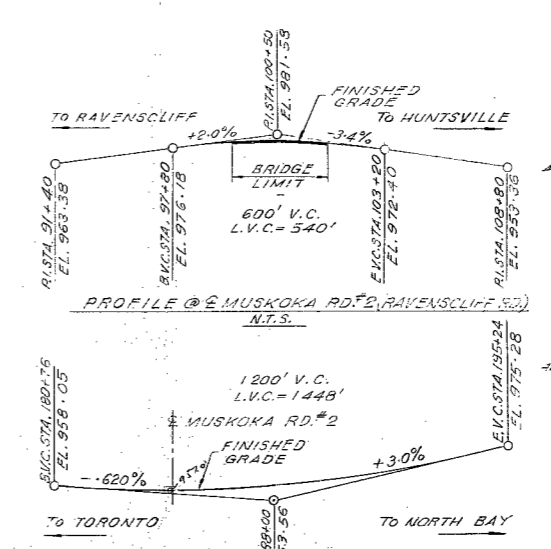 P.I. STA. 100+50
EL. 981.58
FINISHED
GRADE
TO RAVENSCLIFF
TO HUNTSVILLE
+2.0%
-3.4%
BRIDGE
LIMIT
P.I. STA. 91+40
EL. 963.38
B.V.C. STA. 97+80
EL. 976.18
600' V.C.
L.V.C.= 540'
E.V.C. STA. 103+20
EL. 972.40
P.I. STA. 108+80
EL. 953.36
PROFILE @ ℄ MUSKOKA RD. #2 (RAVENSCLIFF RD.)
N.T.S.
B.V.C. STA. 180+76
EL. 958.05
1200' V.C.
L.V.C.= 1448'
℄ MUSKOKA RD. #2
FINISHED
GRADE
E.V.C. STA. 195+24
EL. 975.28
-.620%
+3.0%
TO TORONTO
TO NORTH BAY
98+00
3.56